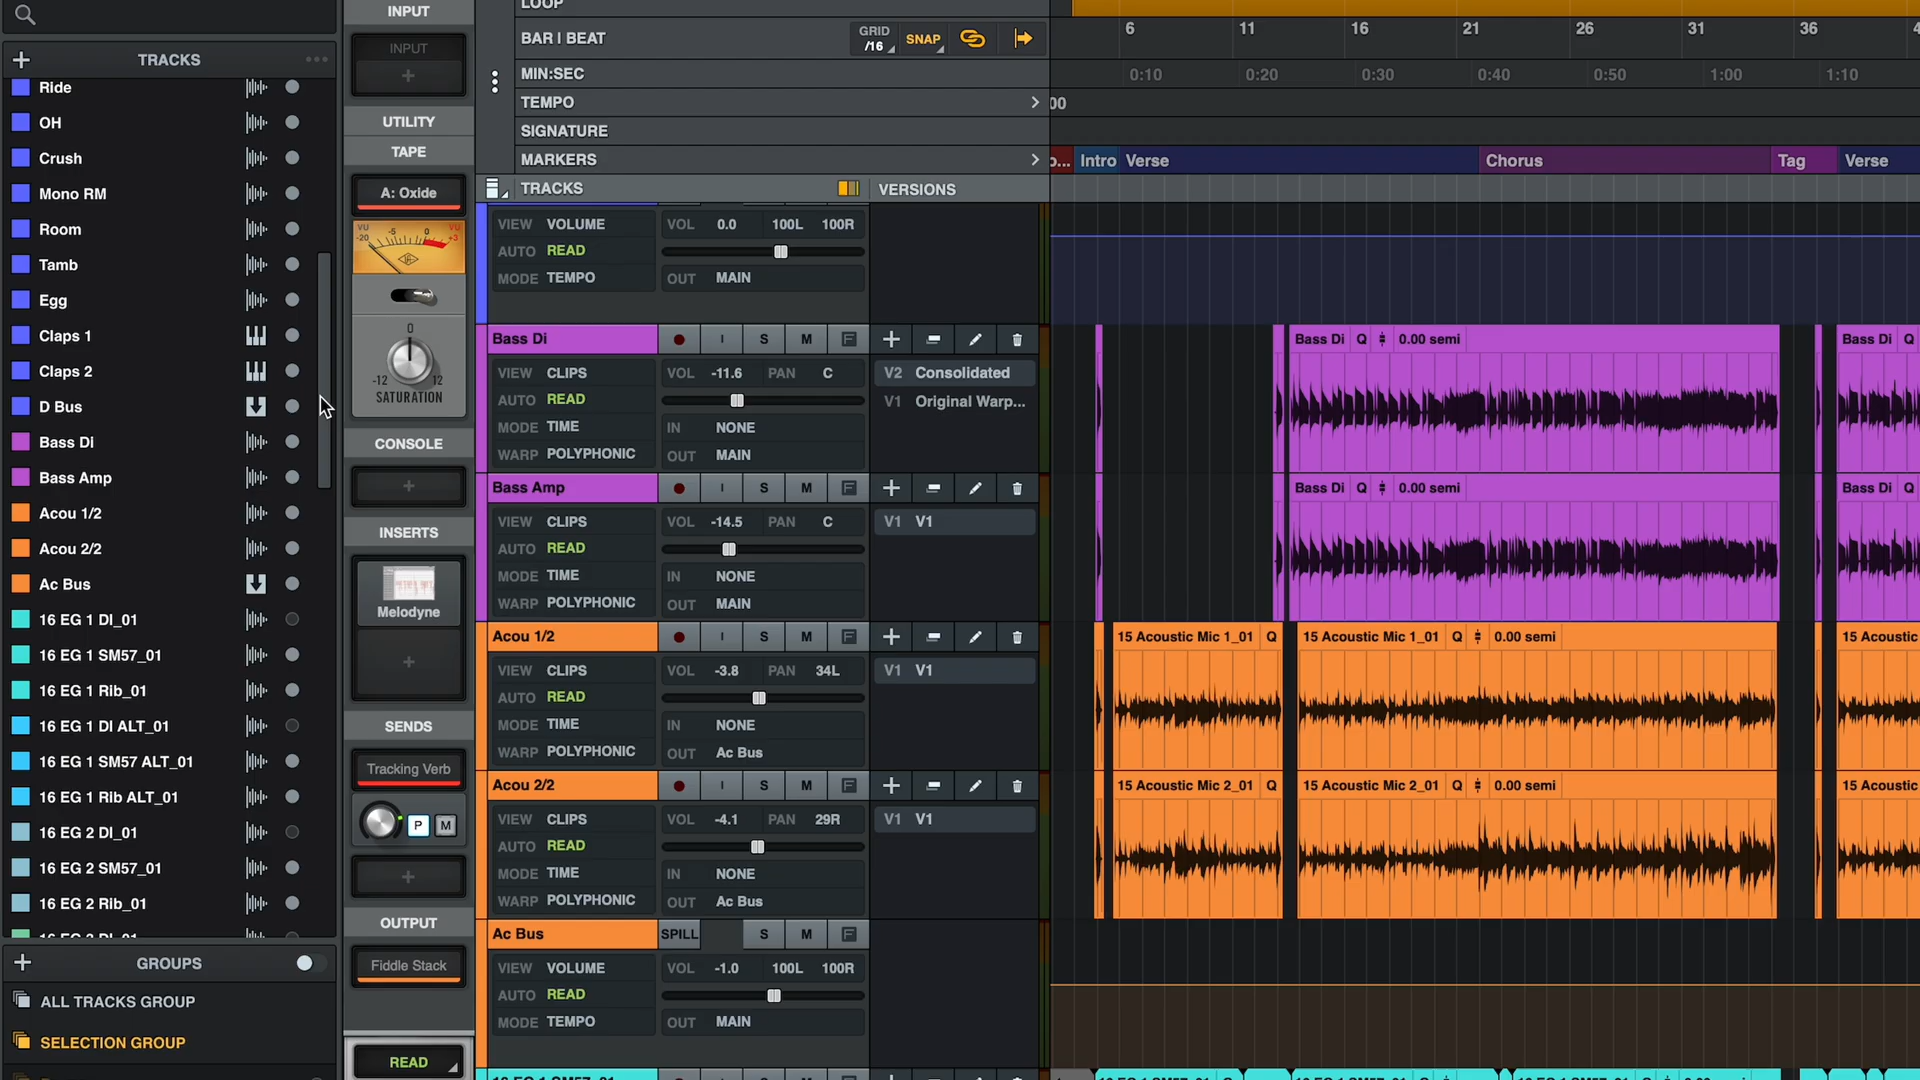 TRACKS
Ride
OH
Crush
Mono RM
Room
Tamb
Egg
Claps 1
Claps 2
D Bus
Bass Di
Bass Amp
Acou 1/2
Acou 2/2
Ac Bus
16 EG 1 DI_01
16 EG 1 SM57_01
16 EG 1 Rib_01
16 EG 1 DI ALT_01
16 EG 1 SM57 ALT_01
16 EG 1 Rib ALT_01
16 EG 2 DI_01
16 EG 2 SM57_01
16 EG 2 Rib_01
GROUPS
ALL TRACKS GROUP
SELECTION GROUP
INPUT
INPUT
UTILITY
TAPE
A: Oxide
VU VU
-20 -5 0 +3
0
-12 12
SATURATION
CONSOLE
INSERTS
Melodyne
SENDS
Tracking Verb
P M
OUTPUT
Fiddle Stack
READ
LOOP
BAR | BEAT GRID /16 SNAP
MIN:SEC
TEMPO
SIGNATURE
MARKERS
TRACKS VERSIONS
6 11 16 21 26 31 36
0:10 0:20 0:30 0:40 0:50 1:00 1:10
00
Intro Verse Chorus Tag Verse
VIEW VOLUME VOL 0.0 100L 100R
AUTO READ
MODE TEMPO OUT MAIN
Bass Di I S M F
VIEW CLIPS VOL -11.6 PAN C V2 Consolidated
AUTO READ V1 Original Warp...
MODE TIME IN NONE
WARP POLYPHONIC OUT MAIN
Bass Di Q 0.00 semi Bass Di Q
Bass Amp I S M F
VIEW CLIPS VOL -14.5 PAN C V1 V1
AUTO READ
MODE TIME IN NONE
WARP POLYPHONIC OUT MAIN
Bass Di Q 0.00 semi Bass Di Q
Acou 1/2 I S M F
VIEW CLIPS VOL -3.8 PAN 34L V1 V1
AUTO READ
MODE TIME IN NONE
WARP POLYPHONIC OUT Ac Bus
15 Acoustic Mic 1_01 Q 15 Acoustic Mic 1_01 Q 0.00 semi 15 Acoustic
Acou 2/2 I S M F
VIEW CLIPS VOL -4.1 PAN 29R V1 V1
AUTO READ
MODE TIME IN NONE
WARP POLYPHONIC OUT Ac Bus
15 Acoustic Mic 2_01 Q 15 Acoustic Mic 2_01 Q 0.00 semi 15 Acoustic
Ac Bus SPILL S M F
VIEW VOLUME VOL -1.0 100L 100R
AUTO READ
MODE TEMPO OUT MAIN